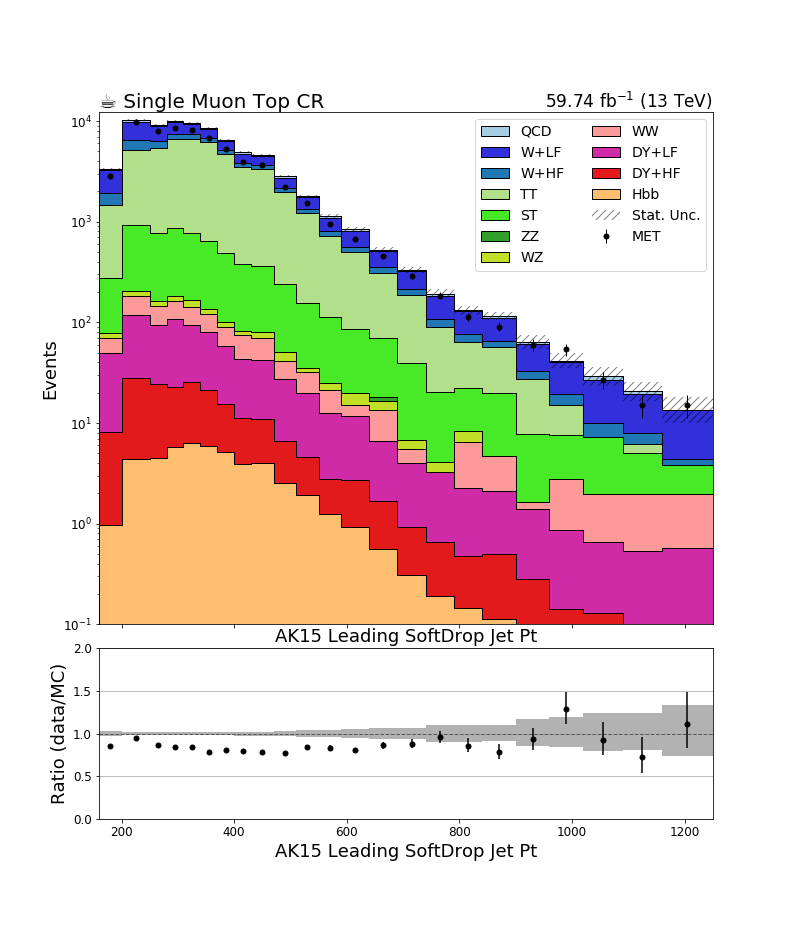 ☕ Single Muon Top CR
59.74 fb⁻¹ (13 TeV)
QCD
W+LF
W+HF
TT
ST
ZZ
WZ
WW
DY+LF
DY+HF
Hbb
Stat. Unc.
MET
Events
10⁴
10³
10²
10¹
10⁰
10⁻¹
AK15 Leading SoftDrop Jet Pt
Ratio (data/MC)
2.0
1.5
1.0
0.5
0.0
200 400 600 800 1000 1200
AK15 Leading SoftDrop Jet Pt